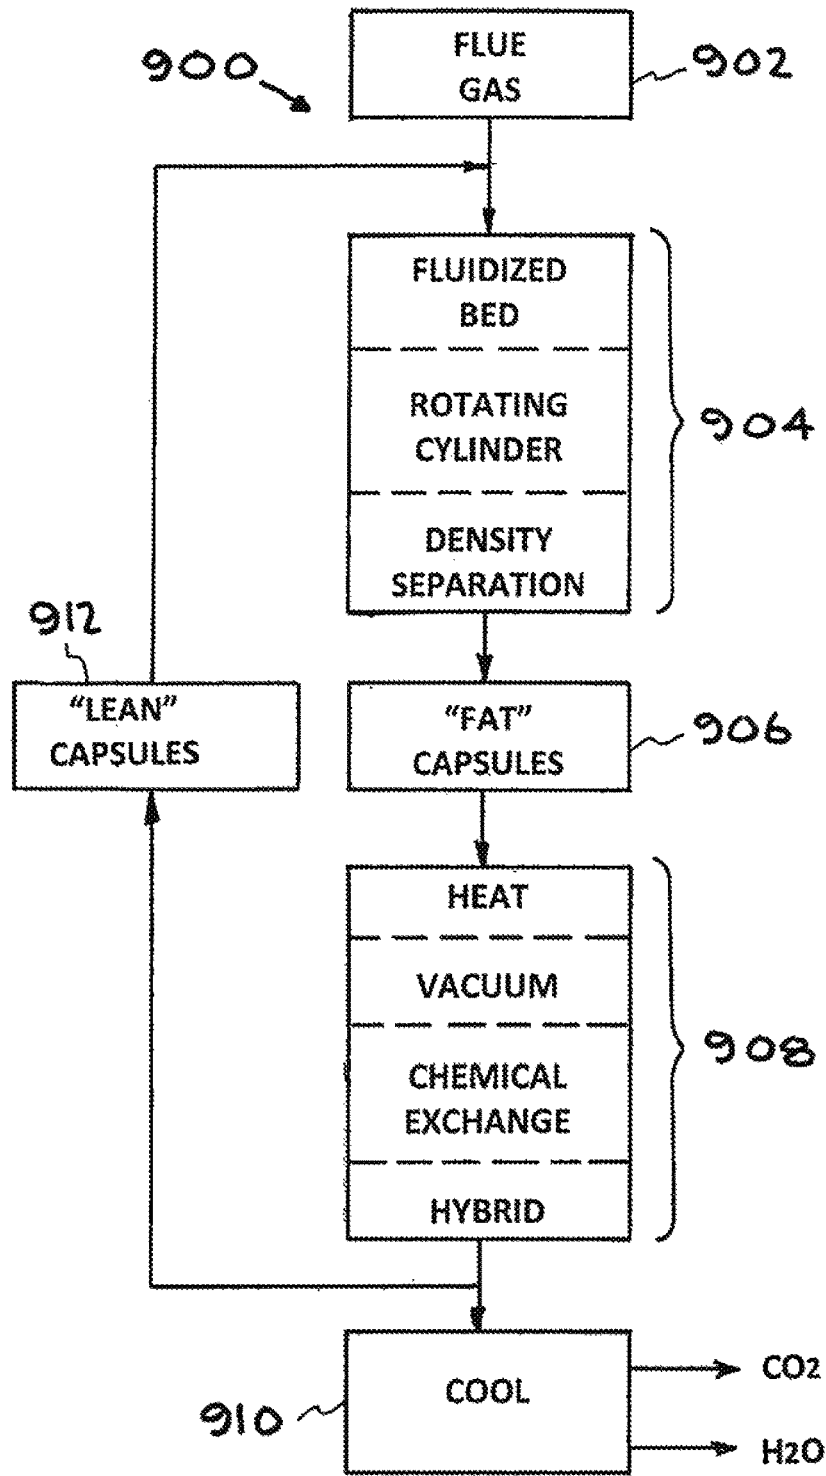 900
FLUE
GAS
902
FLUIDIZED
BED
ROTATING
CYLINDER
904
DENSITY
SEPARATION
912
"LEAN"
CAPSULES
"FAT"
CAPSULES
906
HEAT
VACUUM
CHEMICAL
EXCHANGE
908
HYBRID
COOL
910
CO2
H2O